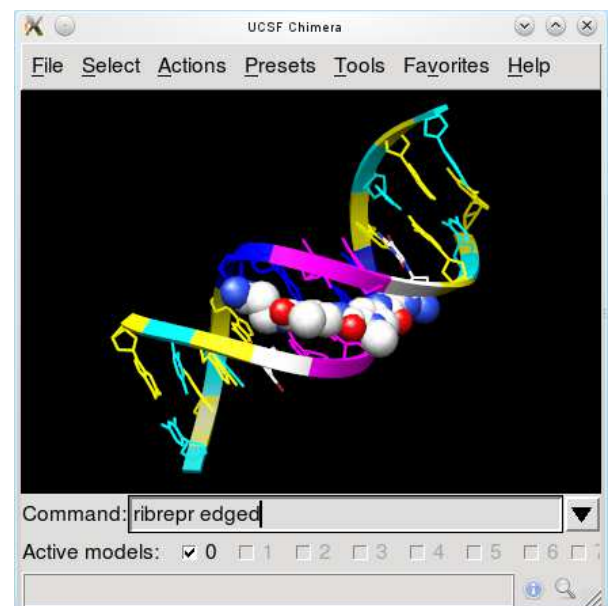 UCSF Chimera
File Select Actions Presets Tools Favorites Help
Command: ribrepr edged
Active models: 0 1 2 3 4 5 6 7